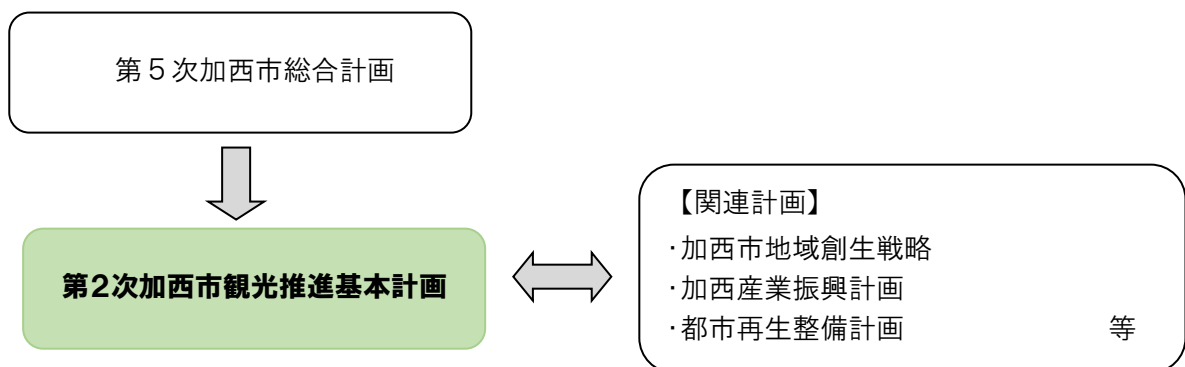 第５次加西市総合計画
第2次加西市観光推進基本計画
【関連計画】
·加西市地域創生戦略
·加西産業振興計画
·都市再生整備計画　　　　　　　　等